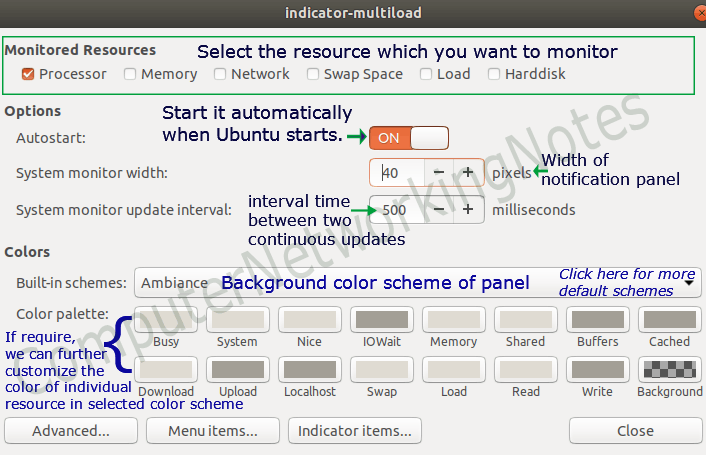 indicator-multiload
Monitored Resources
Select the resource which you want to monitor
Processor Memory Network Swap Space Load Harddisk
Options
Start it automatically
when Ubuntu starts.
Autostart: ON
System monitor width: 40 pixels
Width of
notification panel
System monitor update interval: 500 milliseconds
interval time
between two
continuous updates
Colors
Built-in schemes: Ambiance
Background color scheme of panel
Click here for more
default schemes
Color palette:
Busy System Nice IOWait Memory Shared Buffers Cached
Download Upload Localhost Swap Load Read Write Background
If require,
we can further
customize the
color of individual
resource in selected color scheme
Advanced... Menu items... Indicator items... Close
ComputerNetworkingNotes